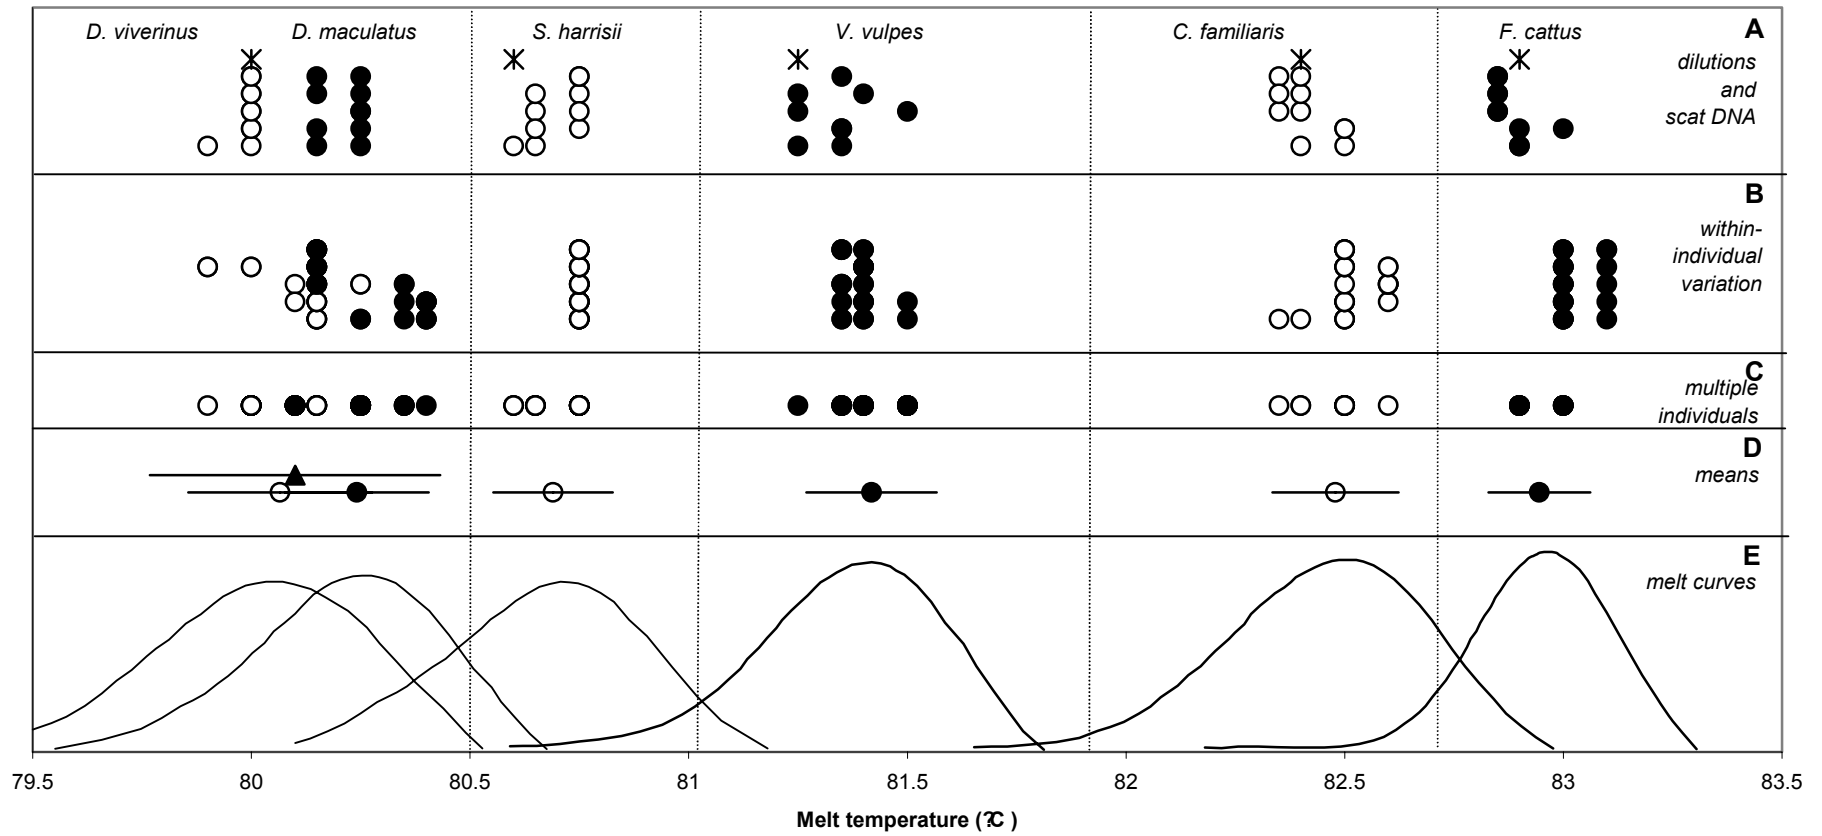 D. viverinus D. maculatus S. harrisii V. vulpes C. familiaris F. cattus A
dilutions
and
scat DNA
B
within-
individual
variation
C
multiple
individuals
D
means
E
melt curves
79.5 80 80.5 81 81.5 82 82.5 83 83.5
Melt temperature (?C )